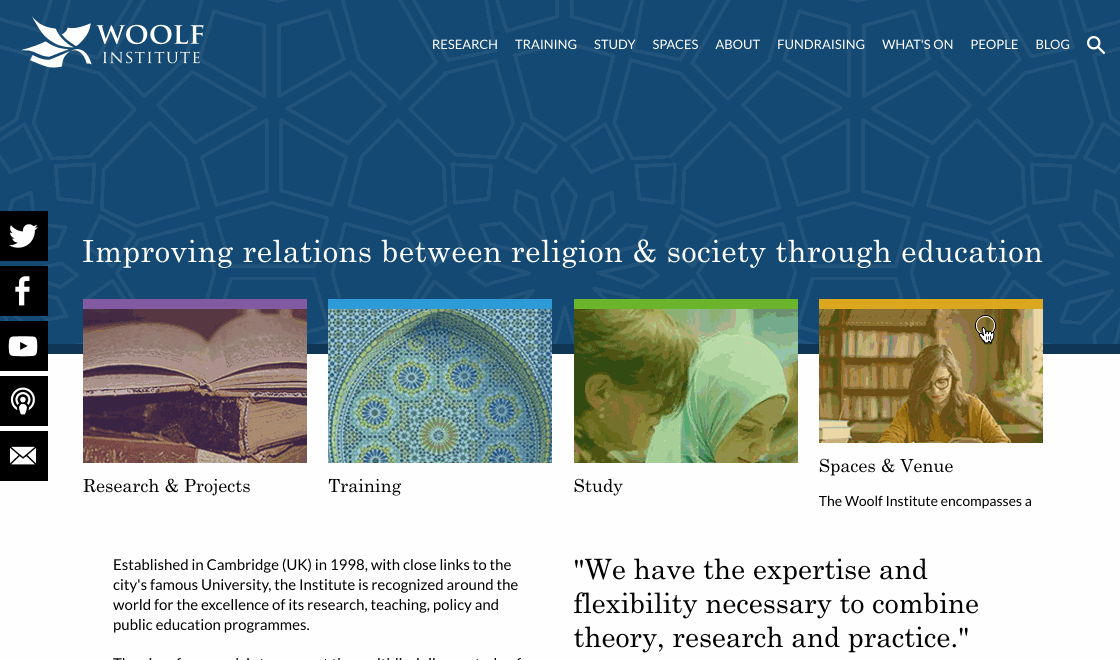 WOOLF
INSTITUTE
RESEARCH TRAINING STUDY SPACES ABOUT FUNDRAISING WHAT'S ON PEOPLE BLOG
Improving relations between religion & society through education
Research & Projects
Training
Study
Spaces & Venue
The Woolf Institute encompasses a
Established in Cambridge (UK) in 1998, with close links to the
city's famous University, the Institute is recognized around the
world for the excellence of its research, teaching, policy and
public education programmes.
"We have the expertise and
flexibility necessary to combine
theory, research and practice."